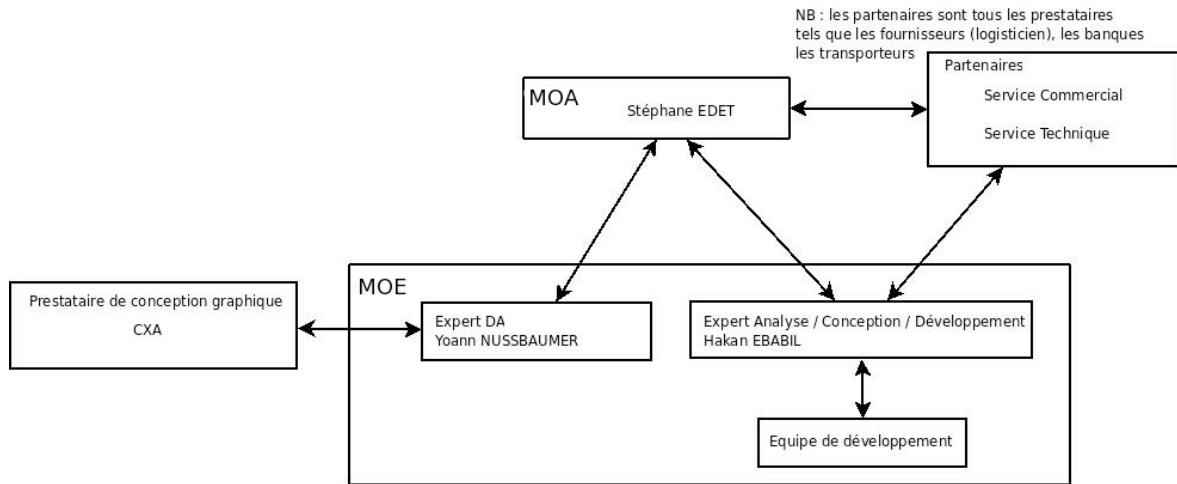 NB : les partenaires sont tous les prestataires
tels que les fournisseurs (logisticien), les banques
les transporteurs
Partenaires
Service Commercial
Service Technique
MOA
Stéphane EDET
MOE
Prestataire de conception graphique
CXA
Expert DA
Yoann NUSSBAUMER
Expert Analyse / Conception / Développement
Hakan EBABIL
Equipe de développement